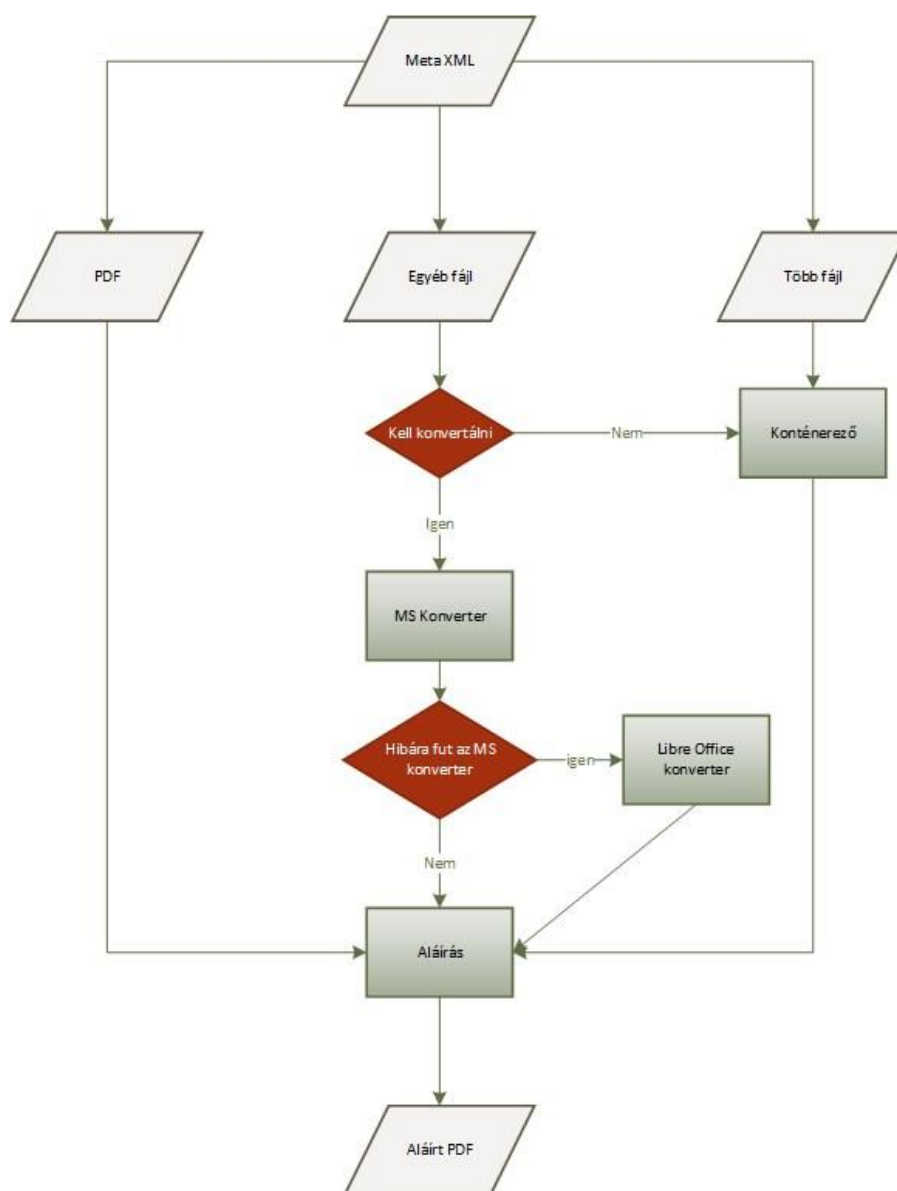 Meta XML
PDF
Egyéb fájl
Több fájl
Kell konvertálni
Nem
Konténerező
Igen
MS Konverter
Hibára fut az MS
konverter
igen
Libre Office
konverter
Nem
Aláírás
Aláírt PDF